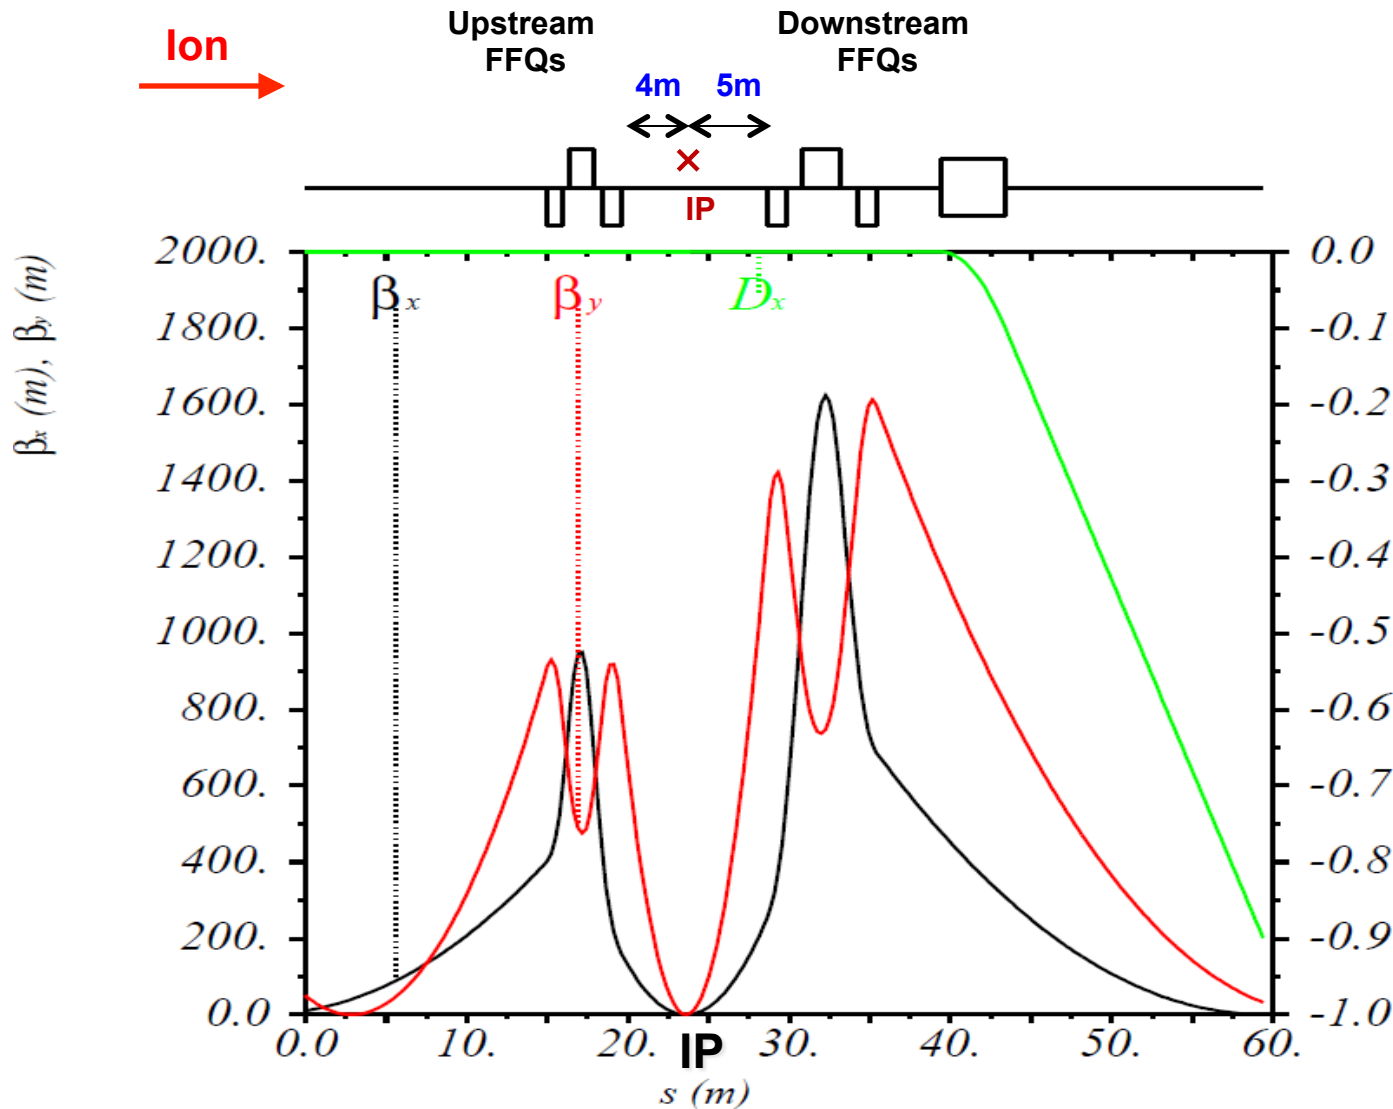 Upstream
FFQs
Downstream
FFQs
Ion
4m 5m
IP
βx (m), βy (m)
2000.
1800.
1600.
1400.
1200.
1000.
800.
600.
400.
200.
0.0
βx
βy
Dx
0.0
-0.1
-0.2
-0.3
-0.4
-0.5
-0.6
-0.7
-0.8
-0.9
-1.0
0.0 10. 20. IP 30. 40. 50. 60.
s (m)